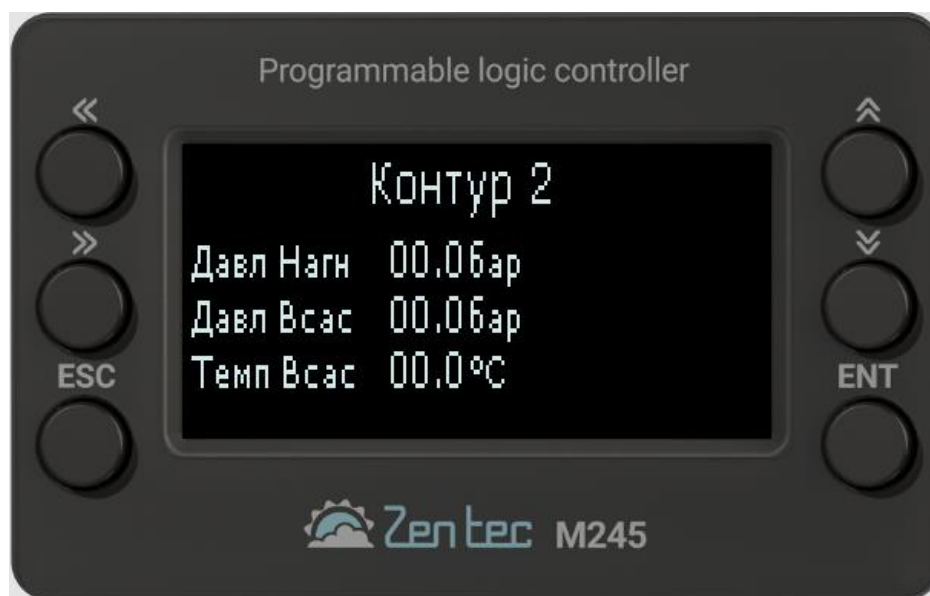 Programmable logic controller
«
»
ESC
Контур 2
Давл Нагн 00.0бар
Давл Всас 00.0бар
Темп Всас 00.0°C
ENT
Zentec M245